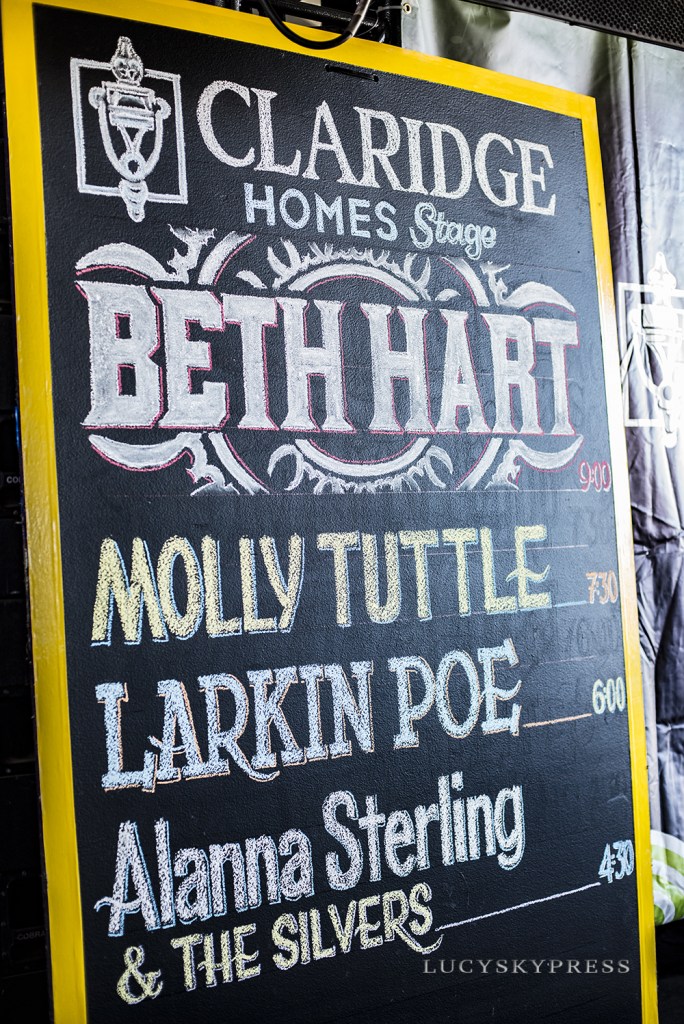 CLARIDGE
HOMES Stage
BETH HART
9:00
MOLLY TUTTLE 7:30
LARKIN POE 6:00
Alanna Sterling
& THE SILVERS 4:30
LUCYSKYPRESS